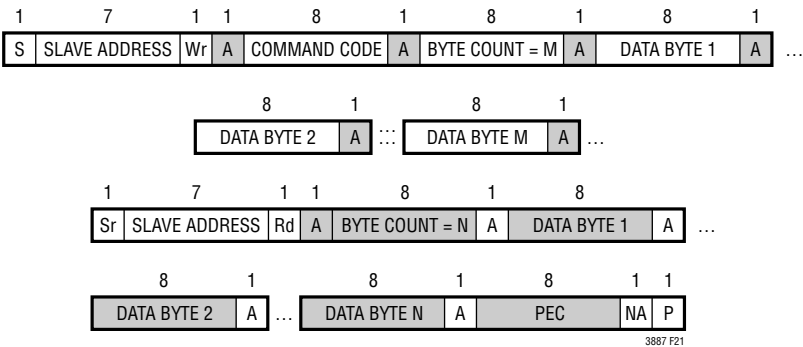 1 7 1 1 8 1 8 1 8 1
S SLAVE ADDRESS Wr A COMMAND CODE A BYTE COUNT = M A DATA BYTE 1 A …
8 1 8 1
DATA BYTE 2 A … DATA BYTE M A …
1 7 1 1 8 1 8 1
Sr SLAVE ADDRESS Rd A BYTE COUNT = N A DATA BYTE 1 A …
8 1 8 1 8 1 1
DATA BYTE 2 A … DATA BYTE N A PEC NA P
3887 F21